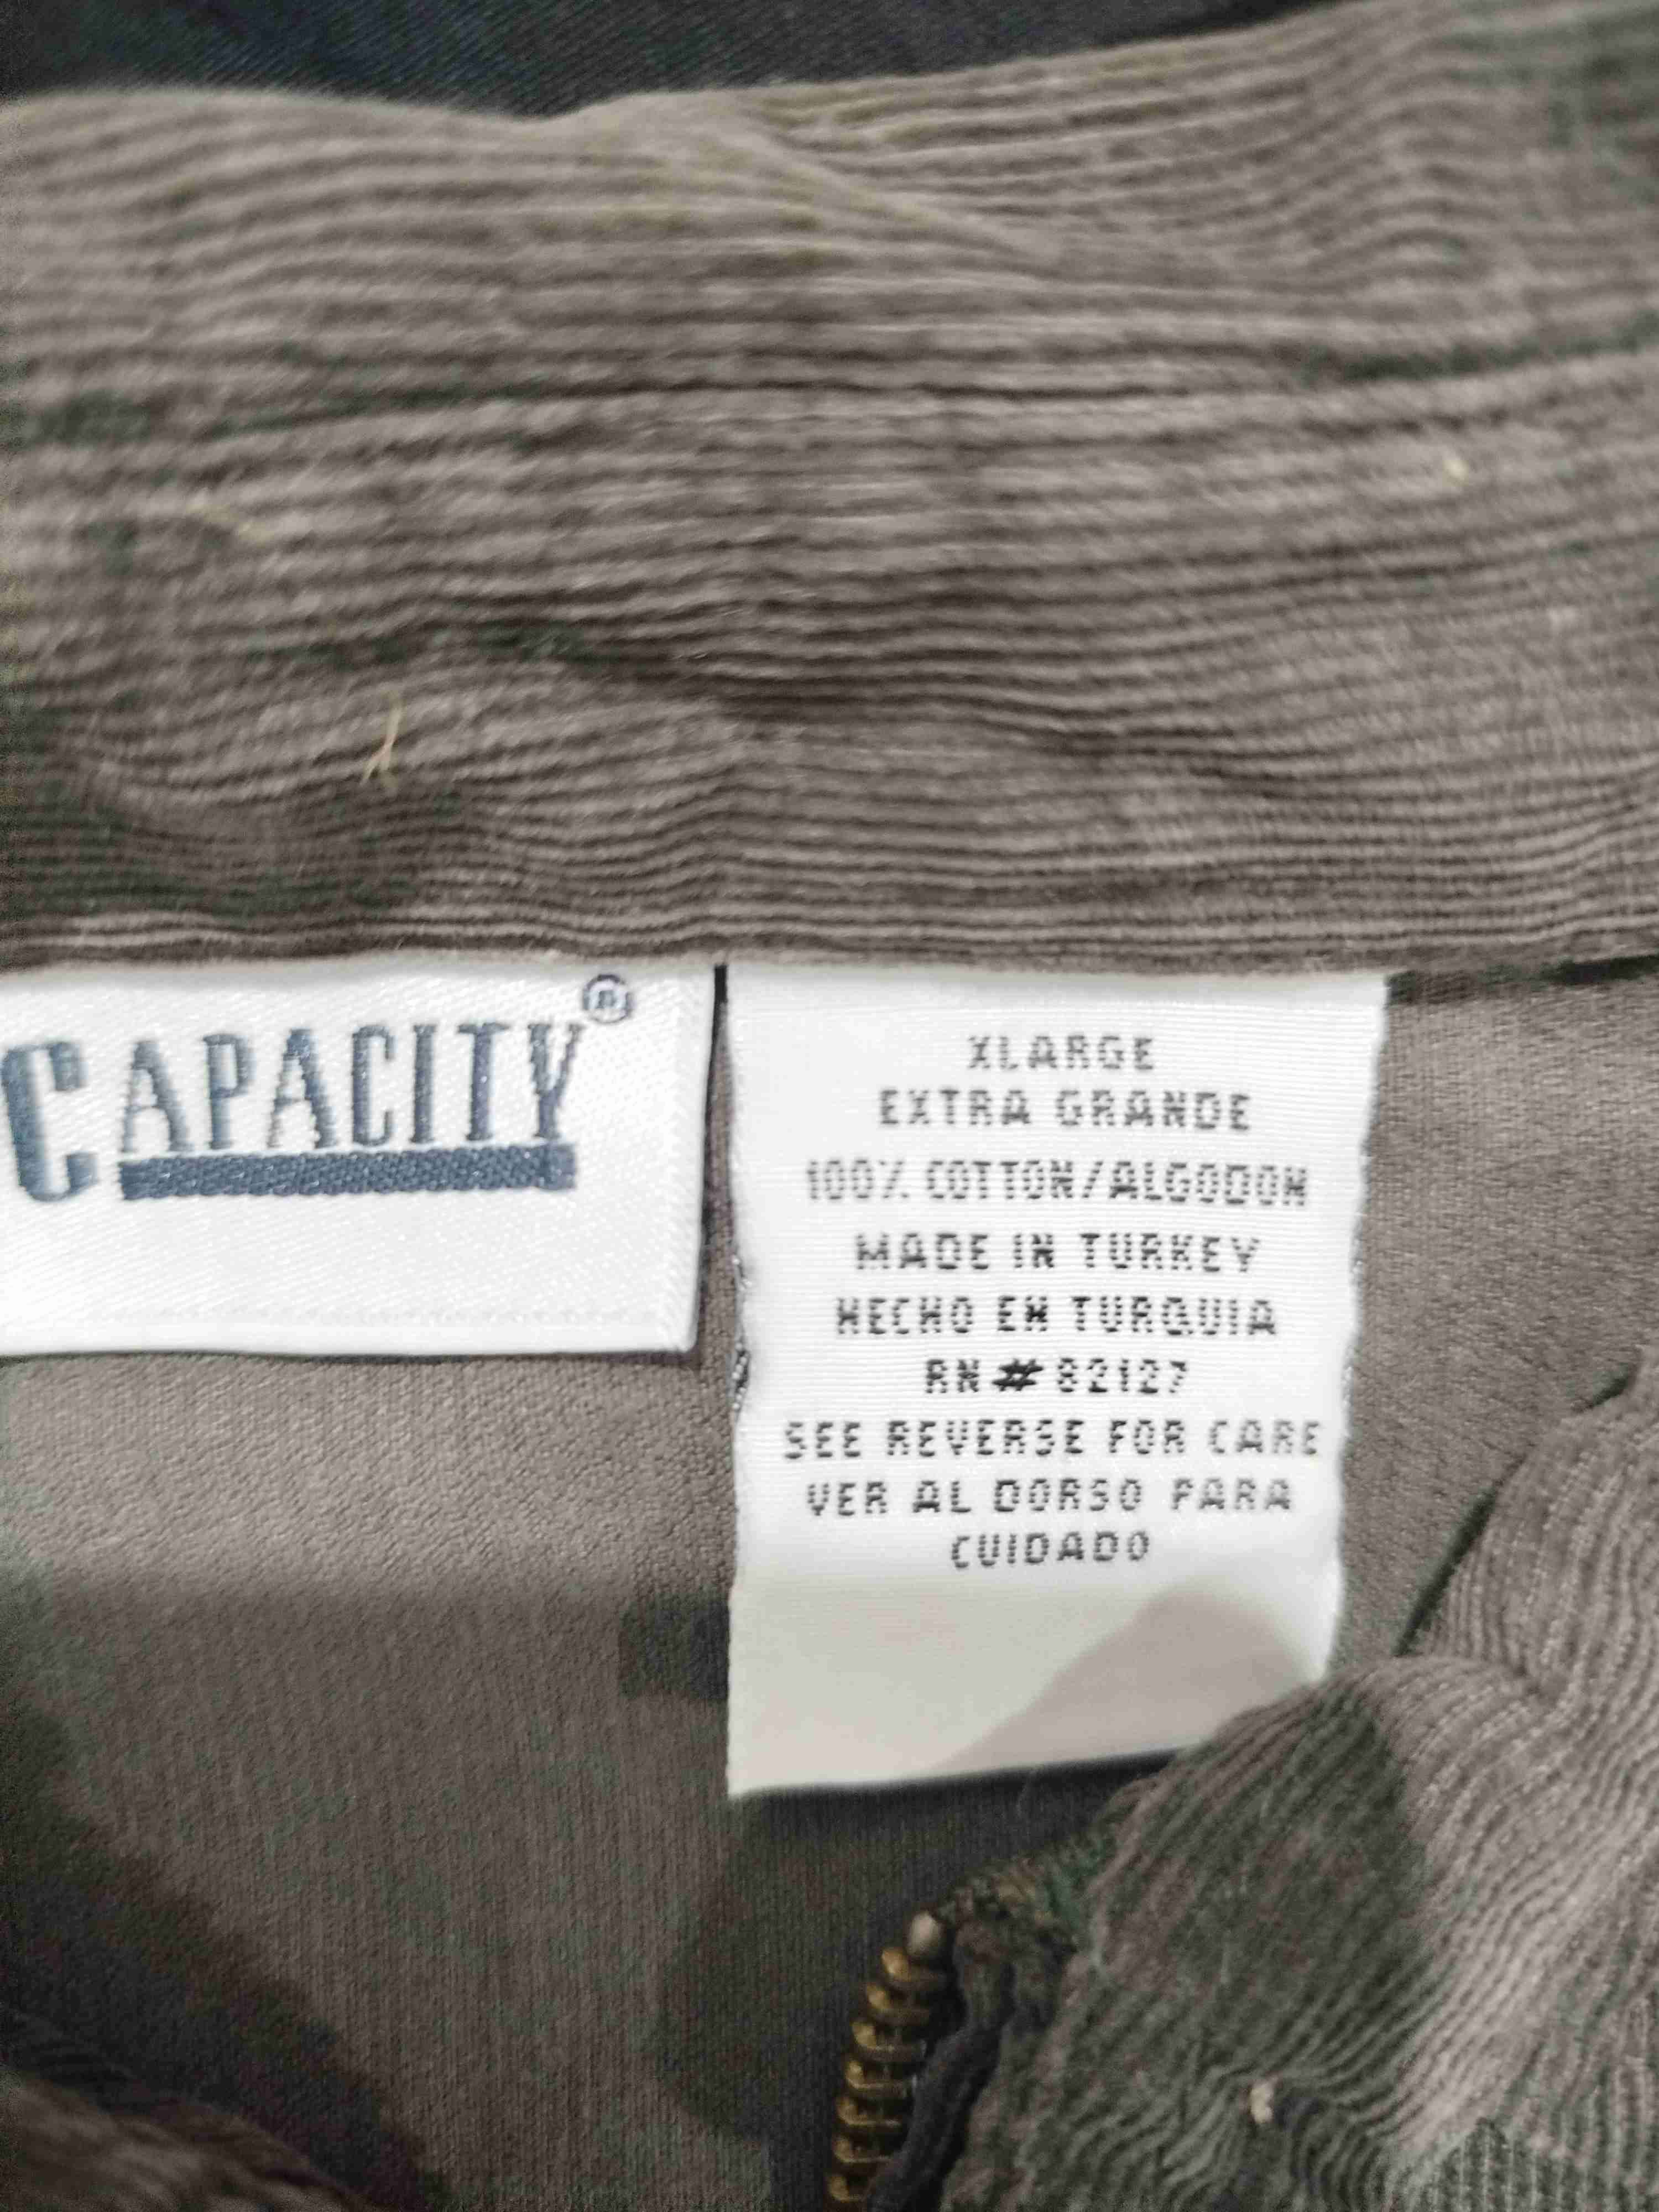 CAPACITY®
XLARGE
EXTRA GRANDE
100% COTTON/ALGODON
MADE IN TURKEY
HECHO EN TURQUIA
RN # 82127
SEE REVERSE FOR CARE
VER AL DORSO PARA
CUIDADO